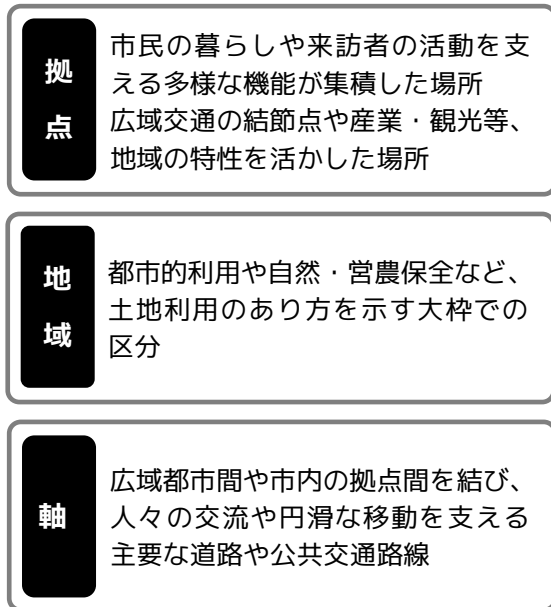 拠点
市民の暮らしや来訪者の活動を支
える多様な機能が集積した場所
広域交通の結節点や産業・観光等、
地域の特性を活かした場所
地域
都市的利用や自然・営農保全など、
土地利用のあり方を示す大枠での
区分
軸
広域都市間や市内の拠点間を結び、
人々の交流や円滑な移動を支える
主要な道路や公共交通路線